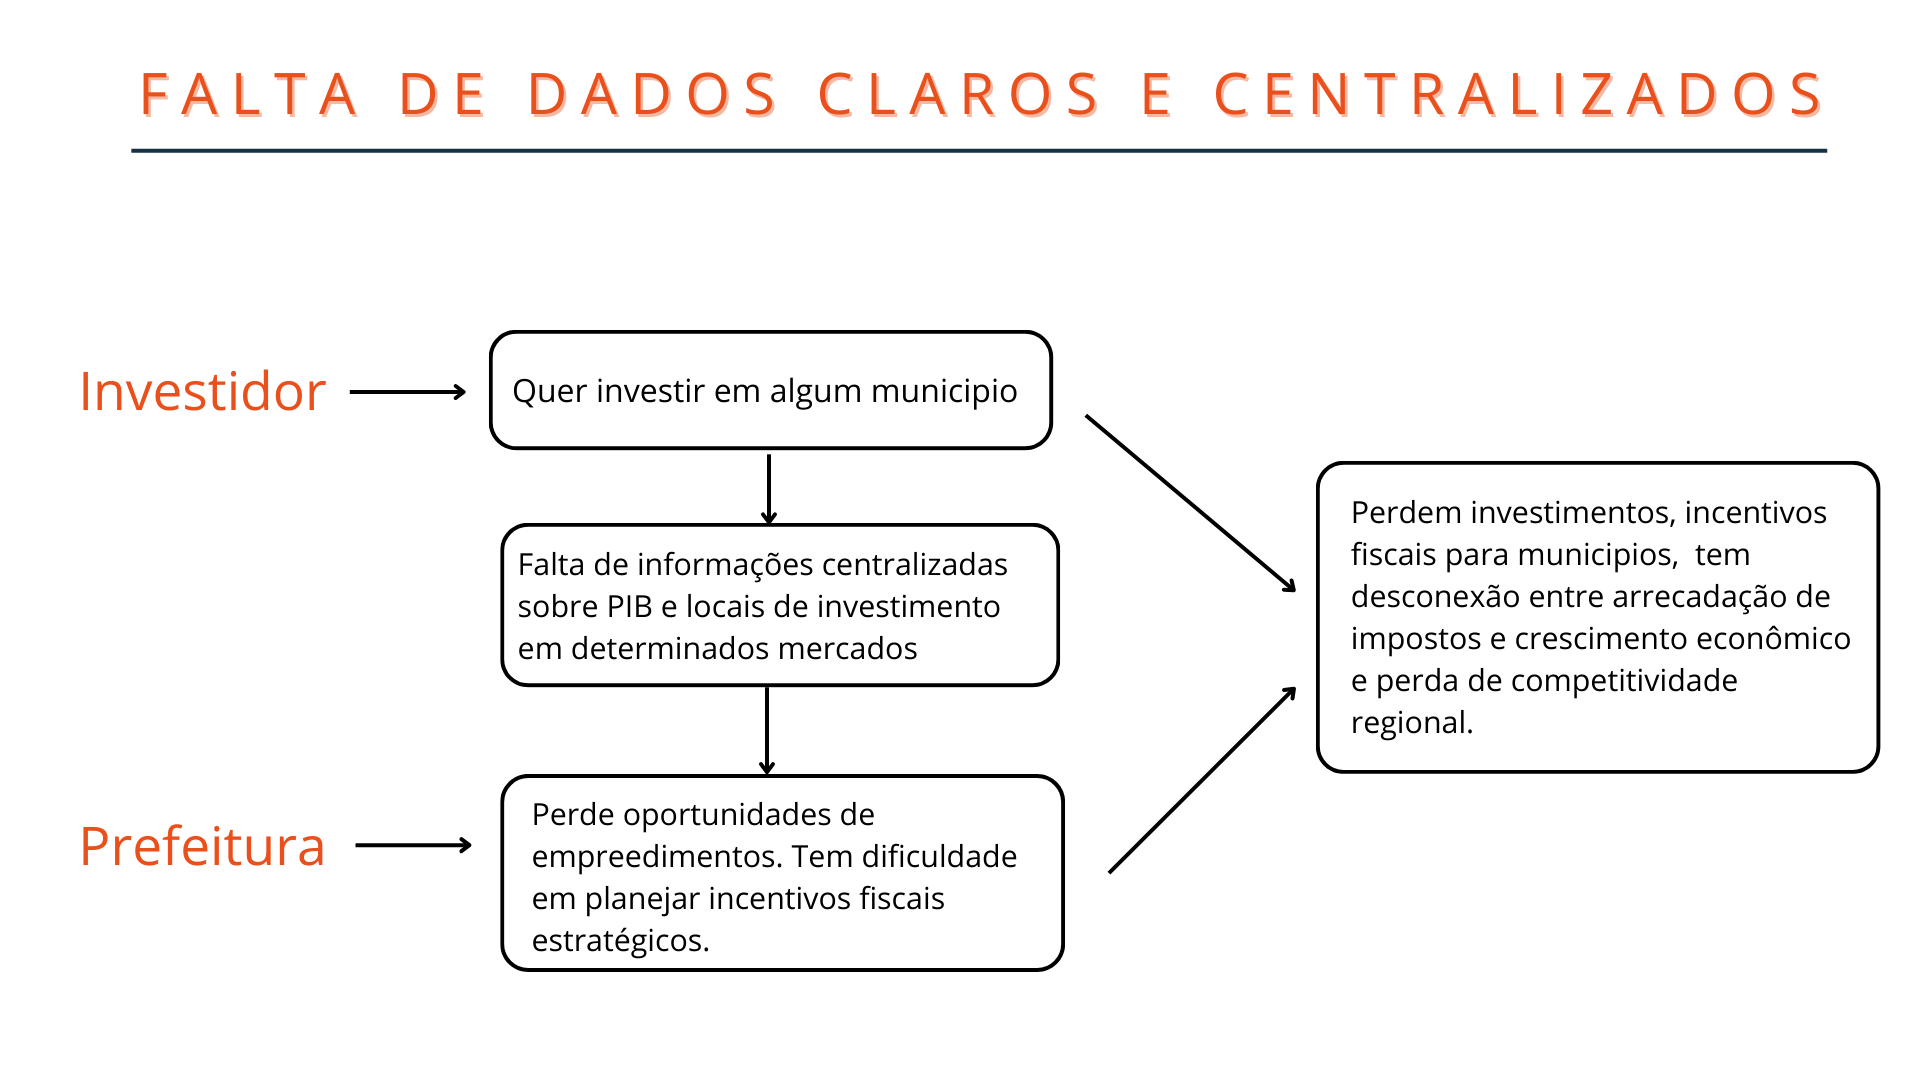 FALTA DE DADOS CLAROS E CENTRALIZADOS
Investidor
Quer investir em algum municipio
Falta de informações centralizadas
sobre PIB e locais de investimento
em determinados mercados
Prefeitura
Perde oportunidades de
empreedimentos. Tem dificuldade
em planejar incentivos fiscais
estratégicos.
Perdem investimentos, incentivos
fiscais para municipios,  tem
desconexão entre arrecadação de
impostos e crescimento econômico
e perda de competitividade
regional.